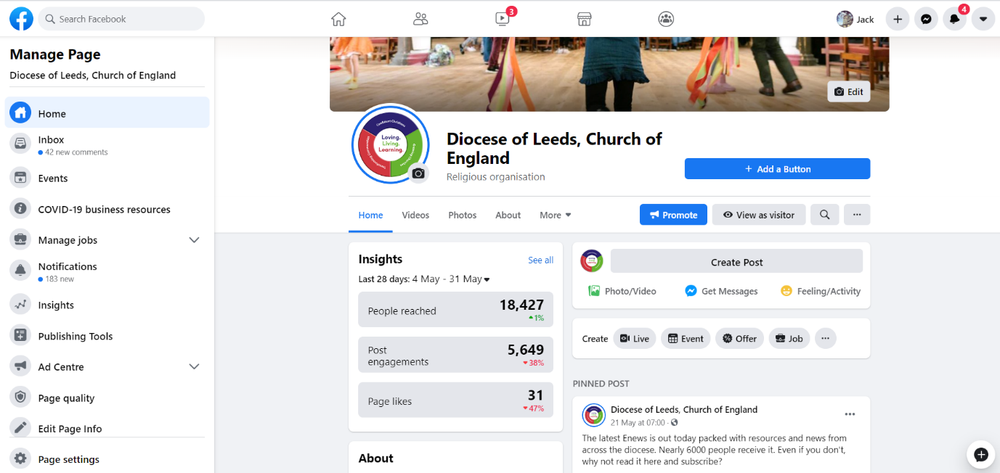 Search Facebook
3
Jack
4
Manage Page
Diocese of Leeds, Church of England
Home
Inbox
42 new comments
Events
COVID-19 business resources
Manage jobs
Notifications
183 new
Insights
Publishing Tools
Ad Centre
Page quality
Edit Page Info
Page settings
Edit
Confident Christians
Loving.
Living.
Learning.
Diocese of Leeds, Church of
England
Religious organisation
+ Add a Button
Home Videos Photos About More
Promote View as visitor
Insights See all
Last 28 days: 4 May - 31 May
People reached 18,427
1%
Post
engagements 5,649
38%
Page likes 31
47%
About
Create Post
Photo/Video Get Messages Feeling/Activity
Create Live Event Offer Job
PINNED POST
Diocese of Leeds, Church of England
21 May at 07:00 ·
The latest Enews is out today packed with resources and news from
across the diocese. Nearly 6000 people receive it. Even if you don't,
why not read it here and subscribe?